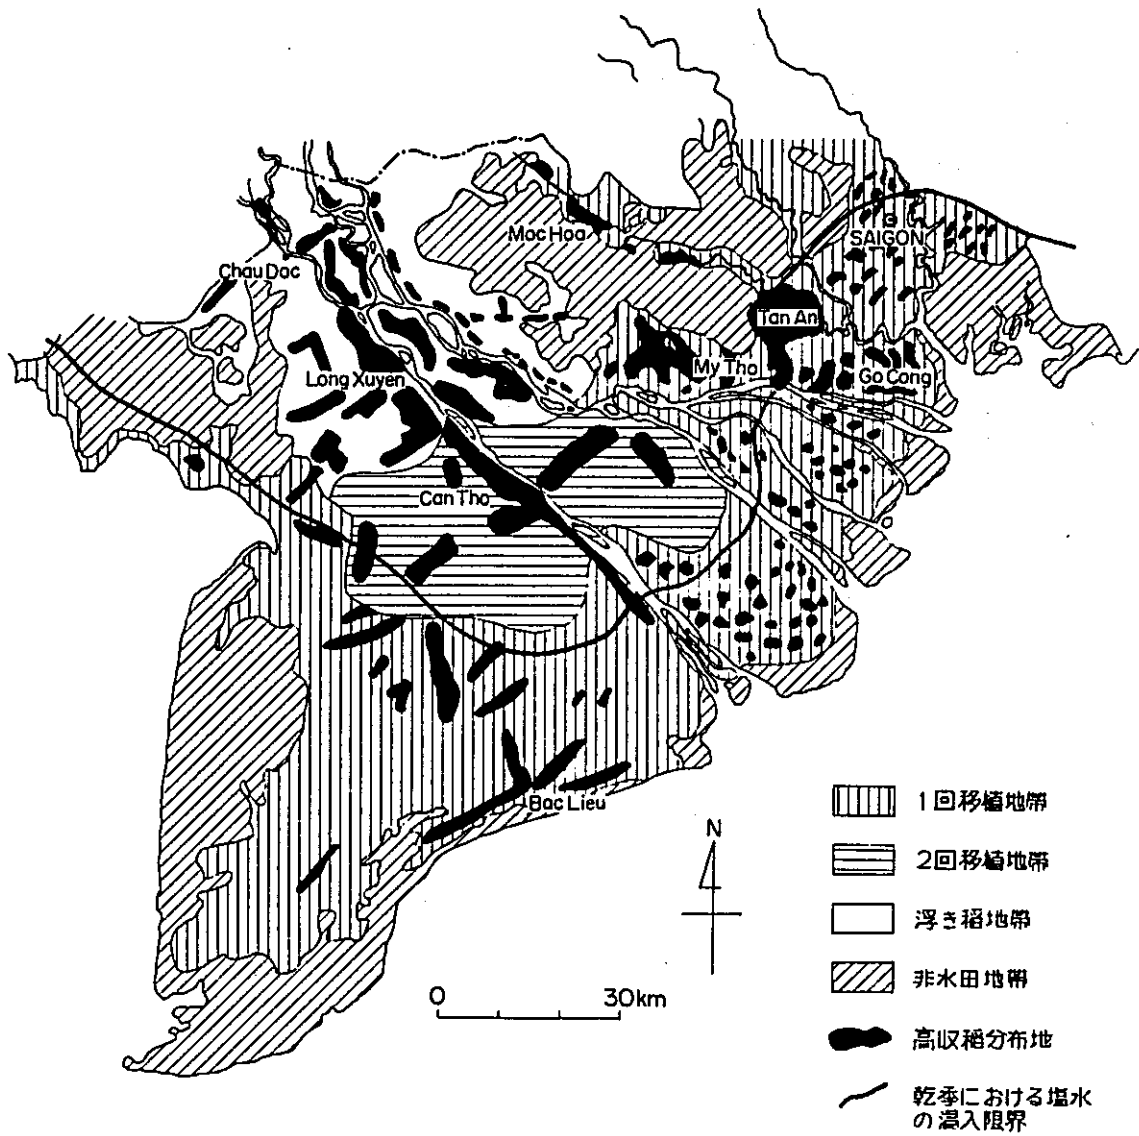 Moc Hoa
SAIGON
Chau Doc
Tan An
My Tho
Go Cong
Long Xuyen
Can Tho
Bac Lieu
N
0 30km
1回移植地帯
2回移植地帯
浮き稲地帯
非水田地帯
高収稲分布地
乾季における塩水
の浸入限界